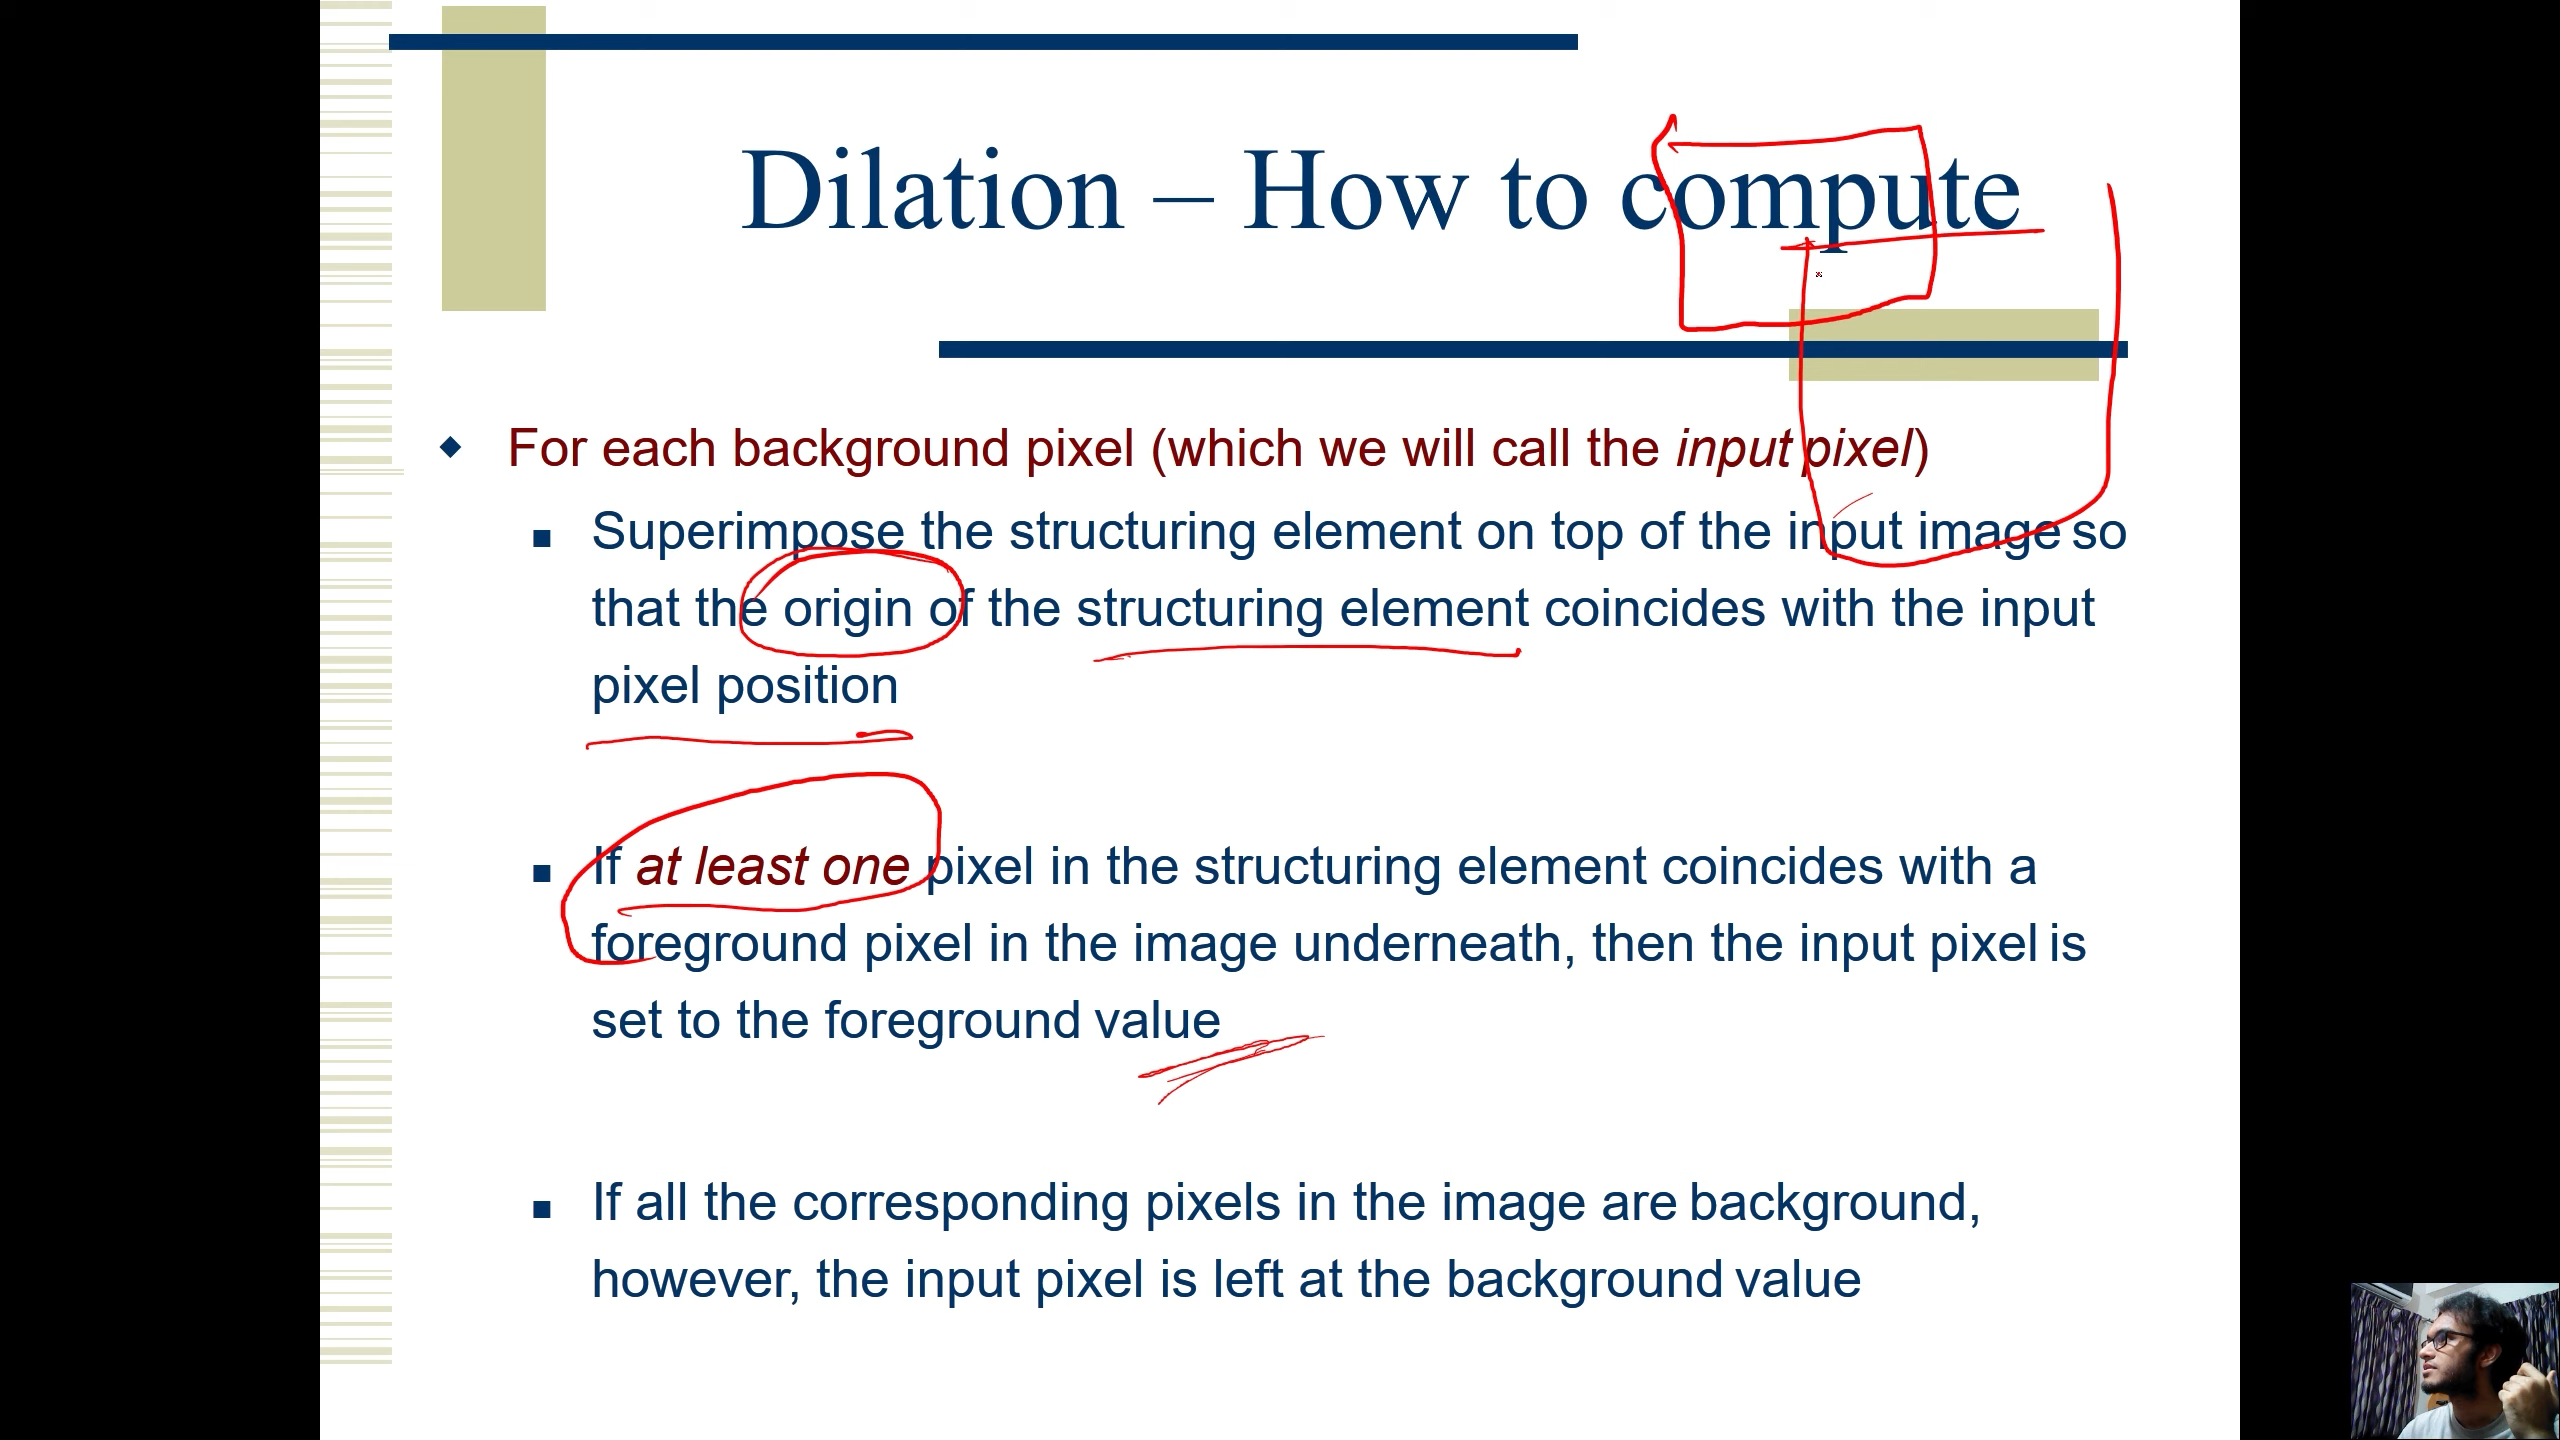 Dilation – How to compute
For each background pixel (which we will call the input pixel)
Superimpose the structuring element on top of the input image so
that the origin of the structuring element coincides with the input
pixel position
If at least one pixel in the structuring element coincides with a
foreground pixel in the image underneath, then the input pixel is
set to the foreground value
If all the corresponding pixels in the image are background,
however, the input pixel is left at the background value